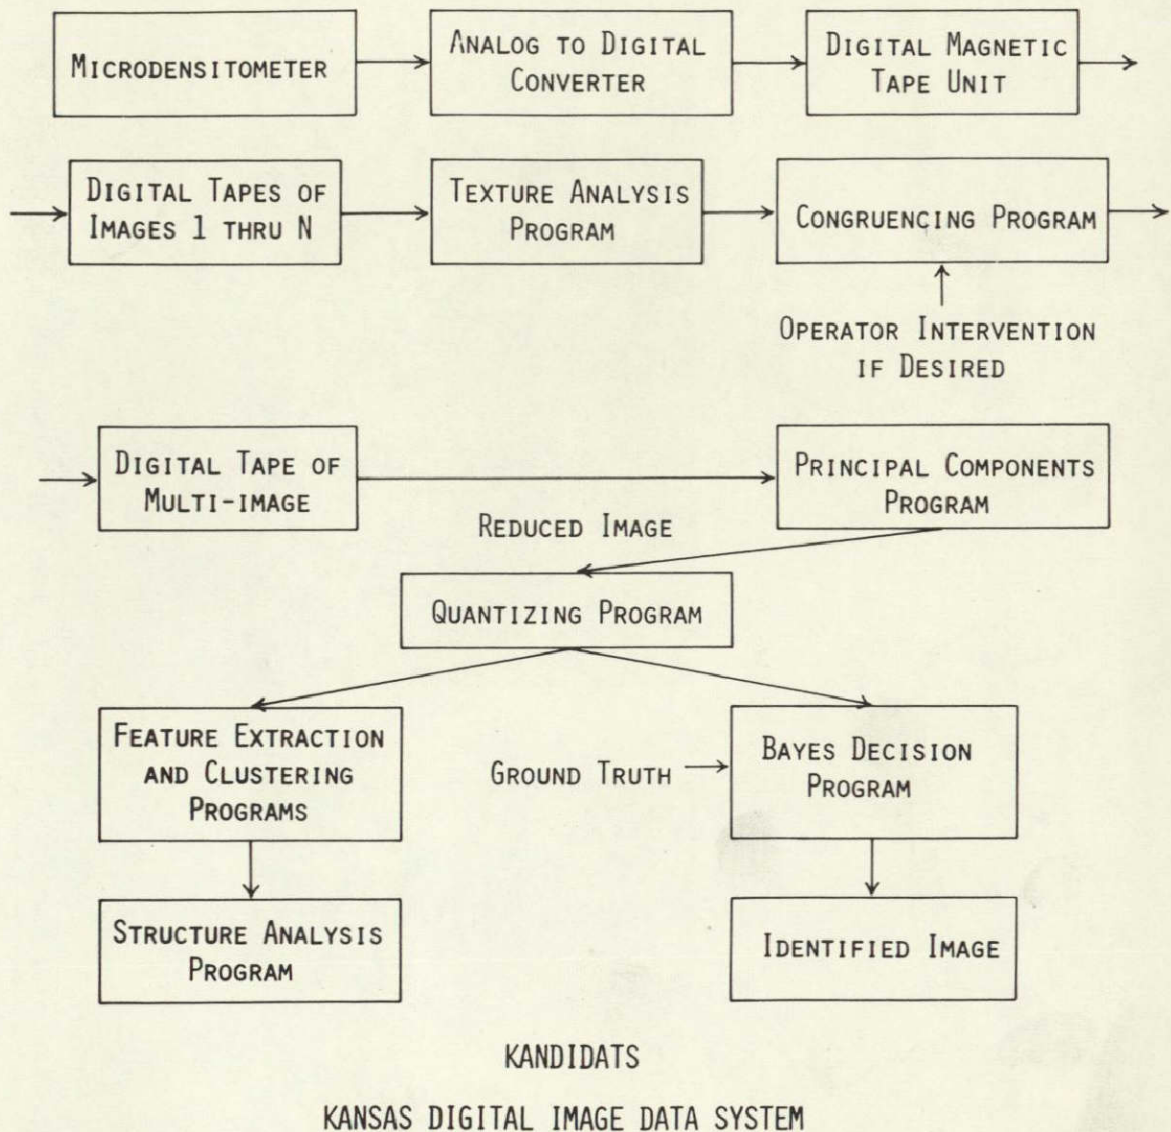 MICRODENSITOMETER
ANALOG TO DIGITAL
CONVERTER
DIGITAL MAGNETIC
TAPE UNIT
DIGITAL TAPES OF
IMAGES 1 THRU N
TEXTURE ANALYSIS
PROGRAM
CONGRUENCING PROGRAM
OPERATOR INTERVENTION
IF DESIRED
DIGITAL TAPE OF
MULTI-IMAGE
PRINCIPAL COMPONENTS
PROGRAM
REDUCED IMAGE
QUANTIZING PROGRAM
FEATURE EXTRACTION
AND CLUSTERING
PROGRAMS
GROUND TRUTH
BAYES DECISION
PROGRAM
STRUCTURE ANALYSIS
PROGRAM
IDENTIFIED IMAGE
KANDIDATS
KANSAS DIGITAL IMAGE DATA SYSTEM